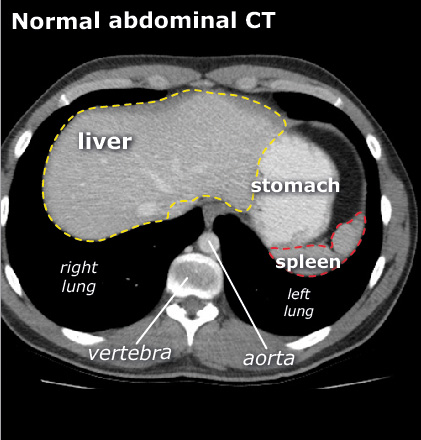 Normal abdominal CT
liver
stomach
spleen
right
lung
left
lung
vertebra
aorta